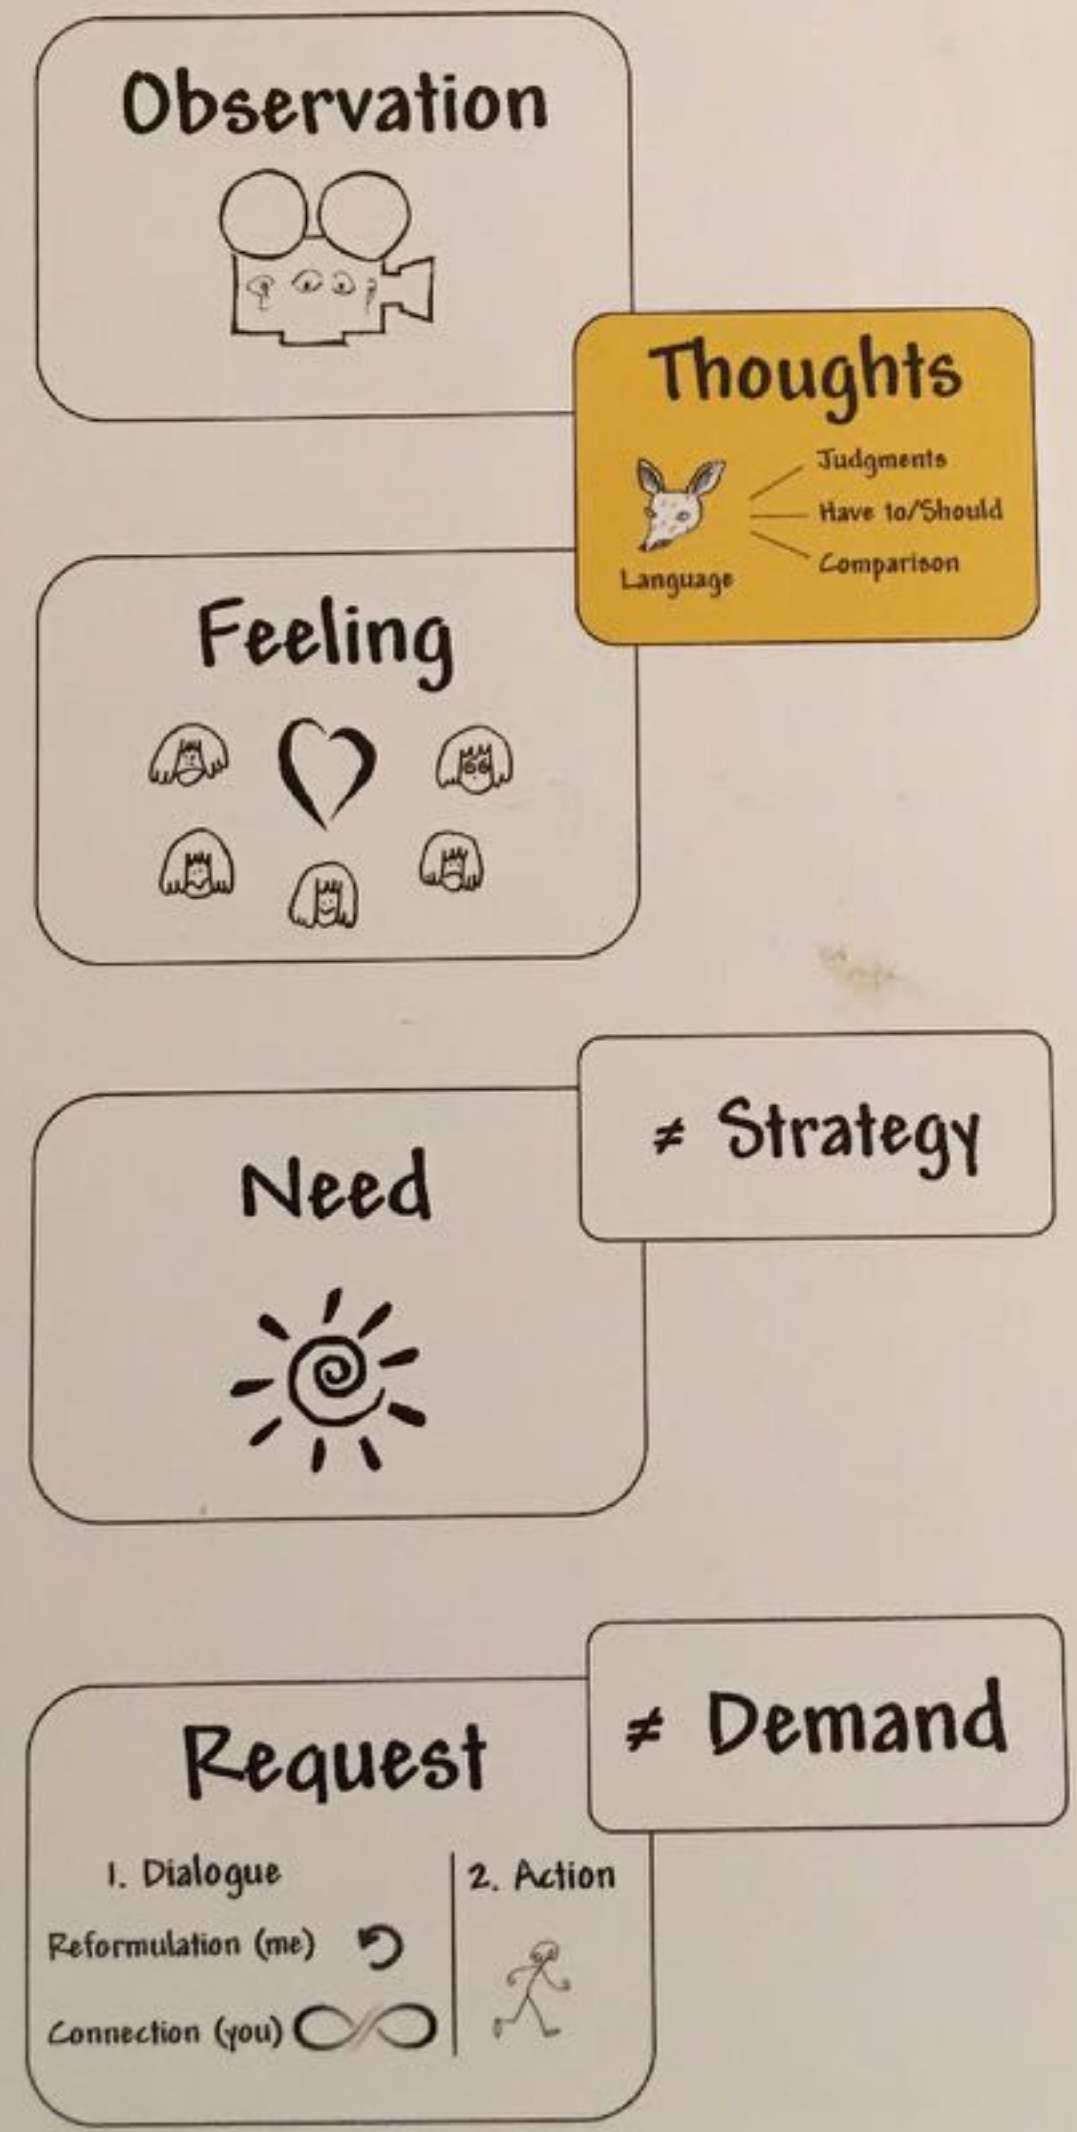 Observation
Thoughts
Judgments
Have to/Should
Comparison
Language
Feeling
≠ Strategy
Need
≠ Demand
Request
1. Dialogue
2. Action
Reformulation (me)
Connection (you)